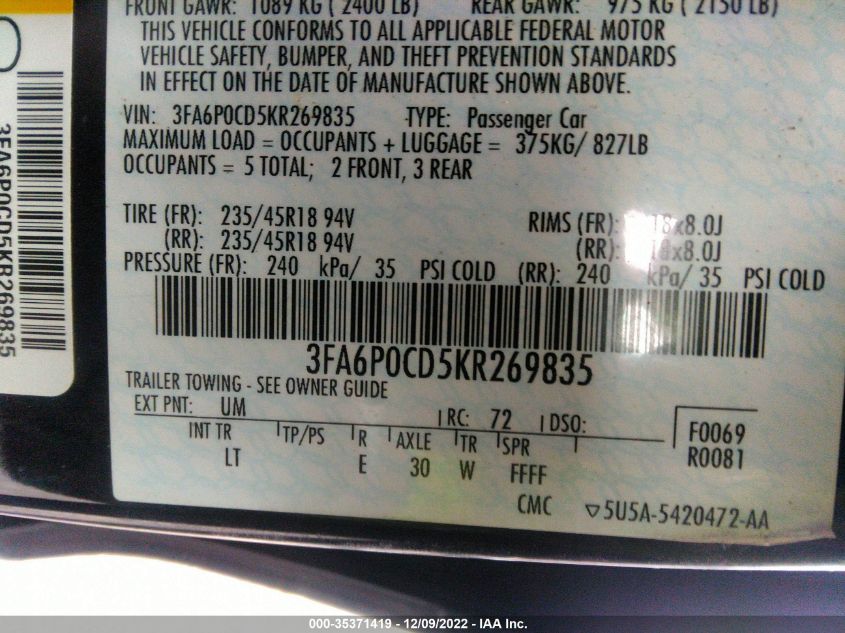 FRONT GAWR: 1089 KG ( 2400 LB) REAR GAWR: 975 KG ( 2150 LB)
THIS VEHICLE CONFORMS TO ALL APPLICABLE FEDERAL MOTOR
VEHICLE SAFETY, BUMPER, AND THEFT PREVENTION STANDARDS
IN EFFECT ON THE DATE OF MANUFACTURE SHOWN ABOVE.
VIN: 3FA6P0CD5KR269835 TYPE: Passenger Car
MAXIMUM LOAD = OCCUPANTS + LUGGAGE = 375KG/ 827LB
OCCUPANTS = 5 TOTAL; 2 FRONT, 3 REAR
TIRE (FR): 235/45R18 94V RIMS (FR): 18x8.0J
(RR): 235/45R18 94V (RR): 18x8.0J
PRESSURE (FR): 240 kPa/ 35 PSI COLD (RR): 240 kPa/ 35 PSI COLD
3FA6P0CD5KR269835
TRAILER TOWING - SEE OWNER GUIDE
EXT PNT: UM RC: 72 DSO:
INT TR TP/PS R AXLE TR SPR
LT E 30 W FFFF
F0069
R0081
CMC ▽5U5A-5420472-AA
3FA6P0CD5KR269835
000-35371419 - 12/09/2022 - IAA Inc.